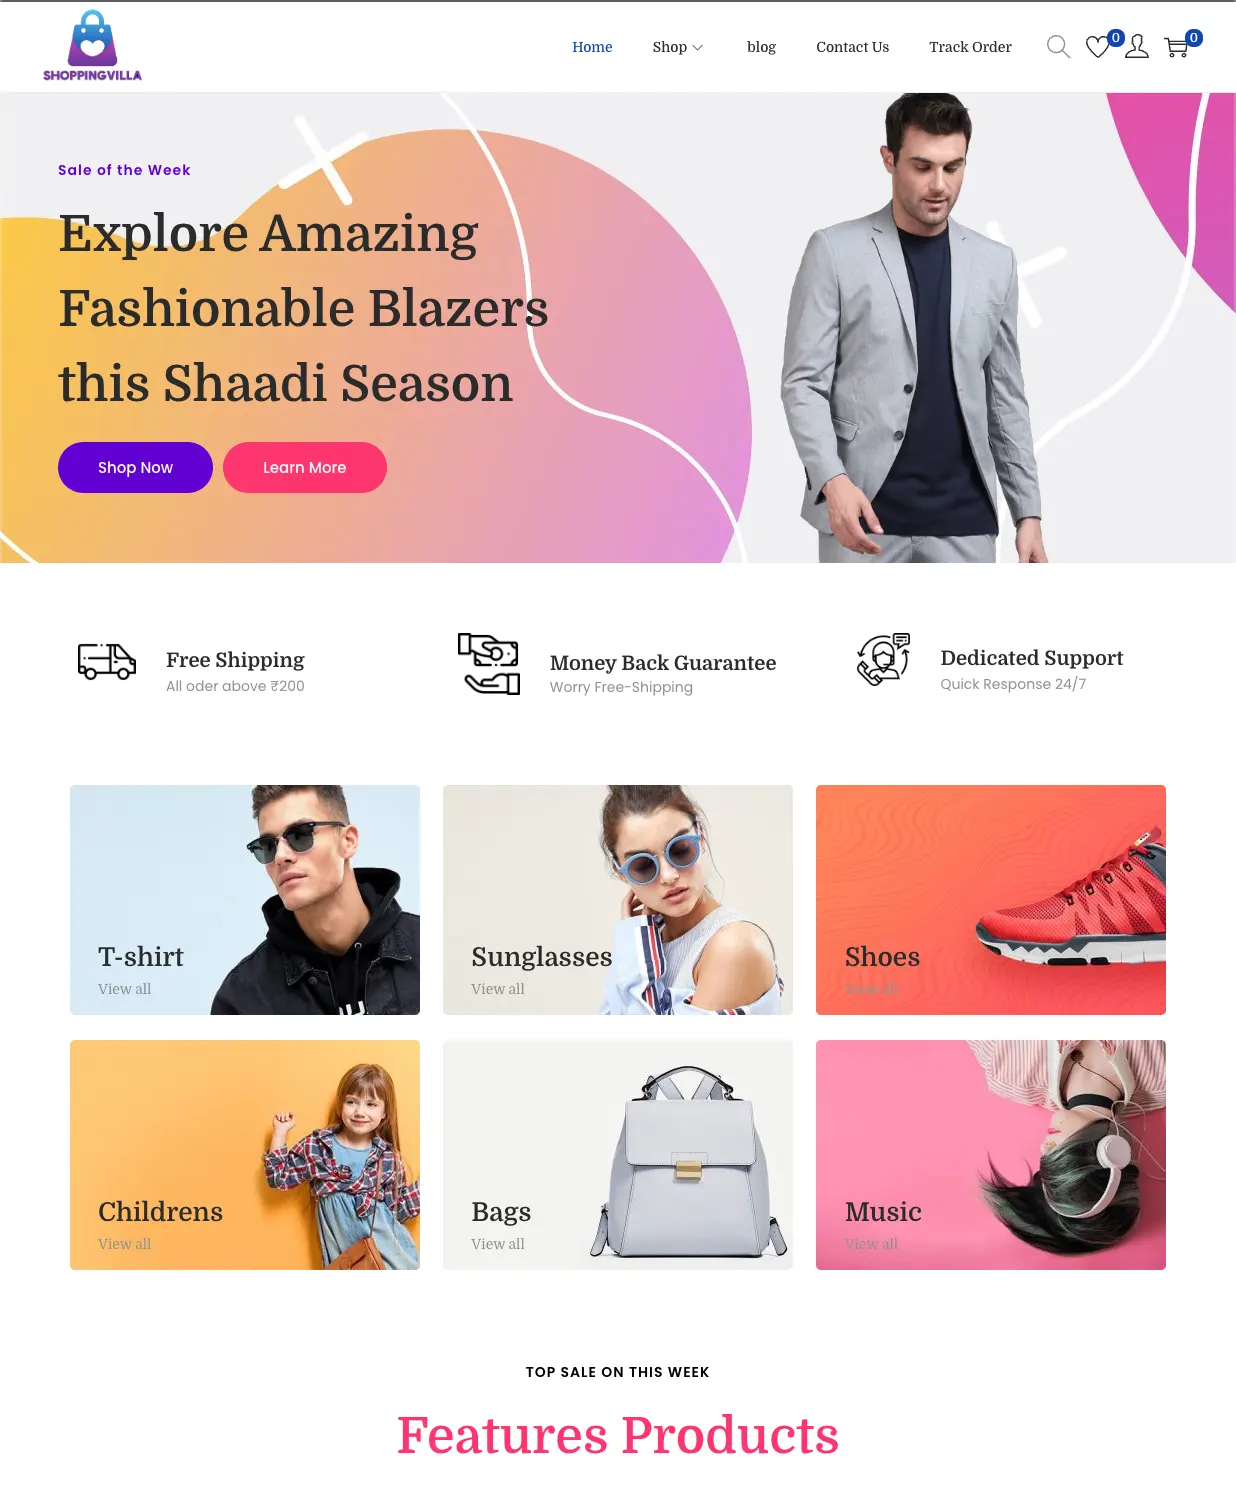 SHOPPINGVILLA
Home
Shop
blog
Contact Us
Track Order
0
0
Sale of the Week
Explore Amazing
Fashionable Blazers
this Shaadi Season
Shop Now
Learn More
Free Shipping
All oder above ₹200
Money Back Guarantee
Worry Free-Shipping
Dedicated Support
Quick Response 24/7
T-shirt
View all
Sunglasses
View all
Shoes
View all
Childrens
View all
Bags
View all
Music
View all
TOP SALE ON THIS WEEK
Features Products